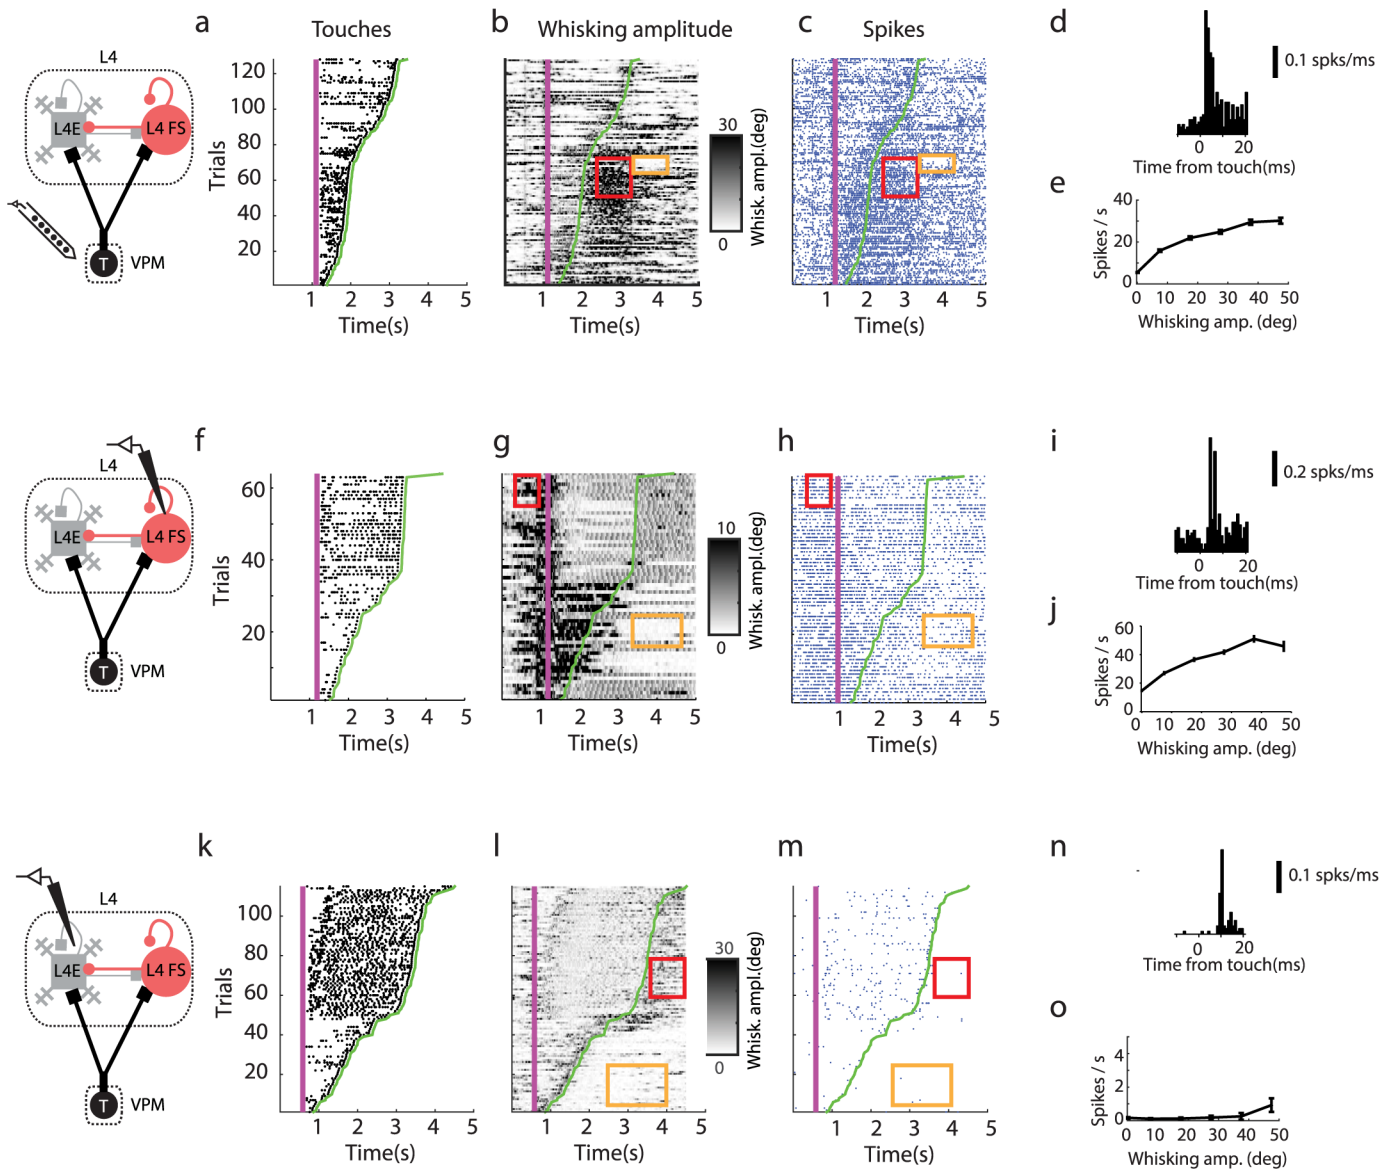 a
Touches
b
Whisking amplitude
c
Spikes
d
L4
L4E
L4 FS
T
VPM
Trials
120
100
80
60
40
20
1 2 3 4 5
Time(s)
1 2 3 4 5
Time(s)
30
0
Whisk. ampl.(deg)
1 2 3 4 5
Time(s)
0.1 spks/ms
0 20
Time from touch(ms)
e
Spikes / s
40
20
0
0 10 20 30 40 50
Whisking amp. (deg)
f
g
h
i
L4
L4E
L4 FS
T
VPM
Trials
60
40
20
1 2 3 4 5
Time(s)
1 2 3 4 5
Time(s)
10
0
Whisk. ampl.(deg)
1 2 3 4 5
Time(s)
0.2 spks/ms
0 20
Time from touch(ms)
j
Spikes / s
60
40
20
0
0 10 20 30 40 50
Whisking amp. (deg)
k
l
m
n
L4
L4E
L4 FS
T
VPM
Trials
100
80
60
40
20
1 2 3 4 5
Time(s)
1 2 3 4 5
Time(s)
30
0
Whisk. ampl.(deg)
1 2 3 4 5
Time(s)
0.1 spks/ms
0 20
Time from touch(ms)
o
Spikes / s
4
2
0
0 10 20 30 40 50
Whisking amp. (deg)